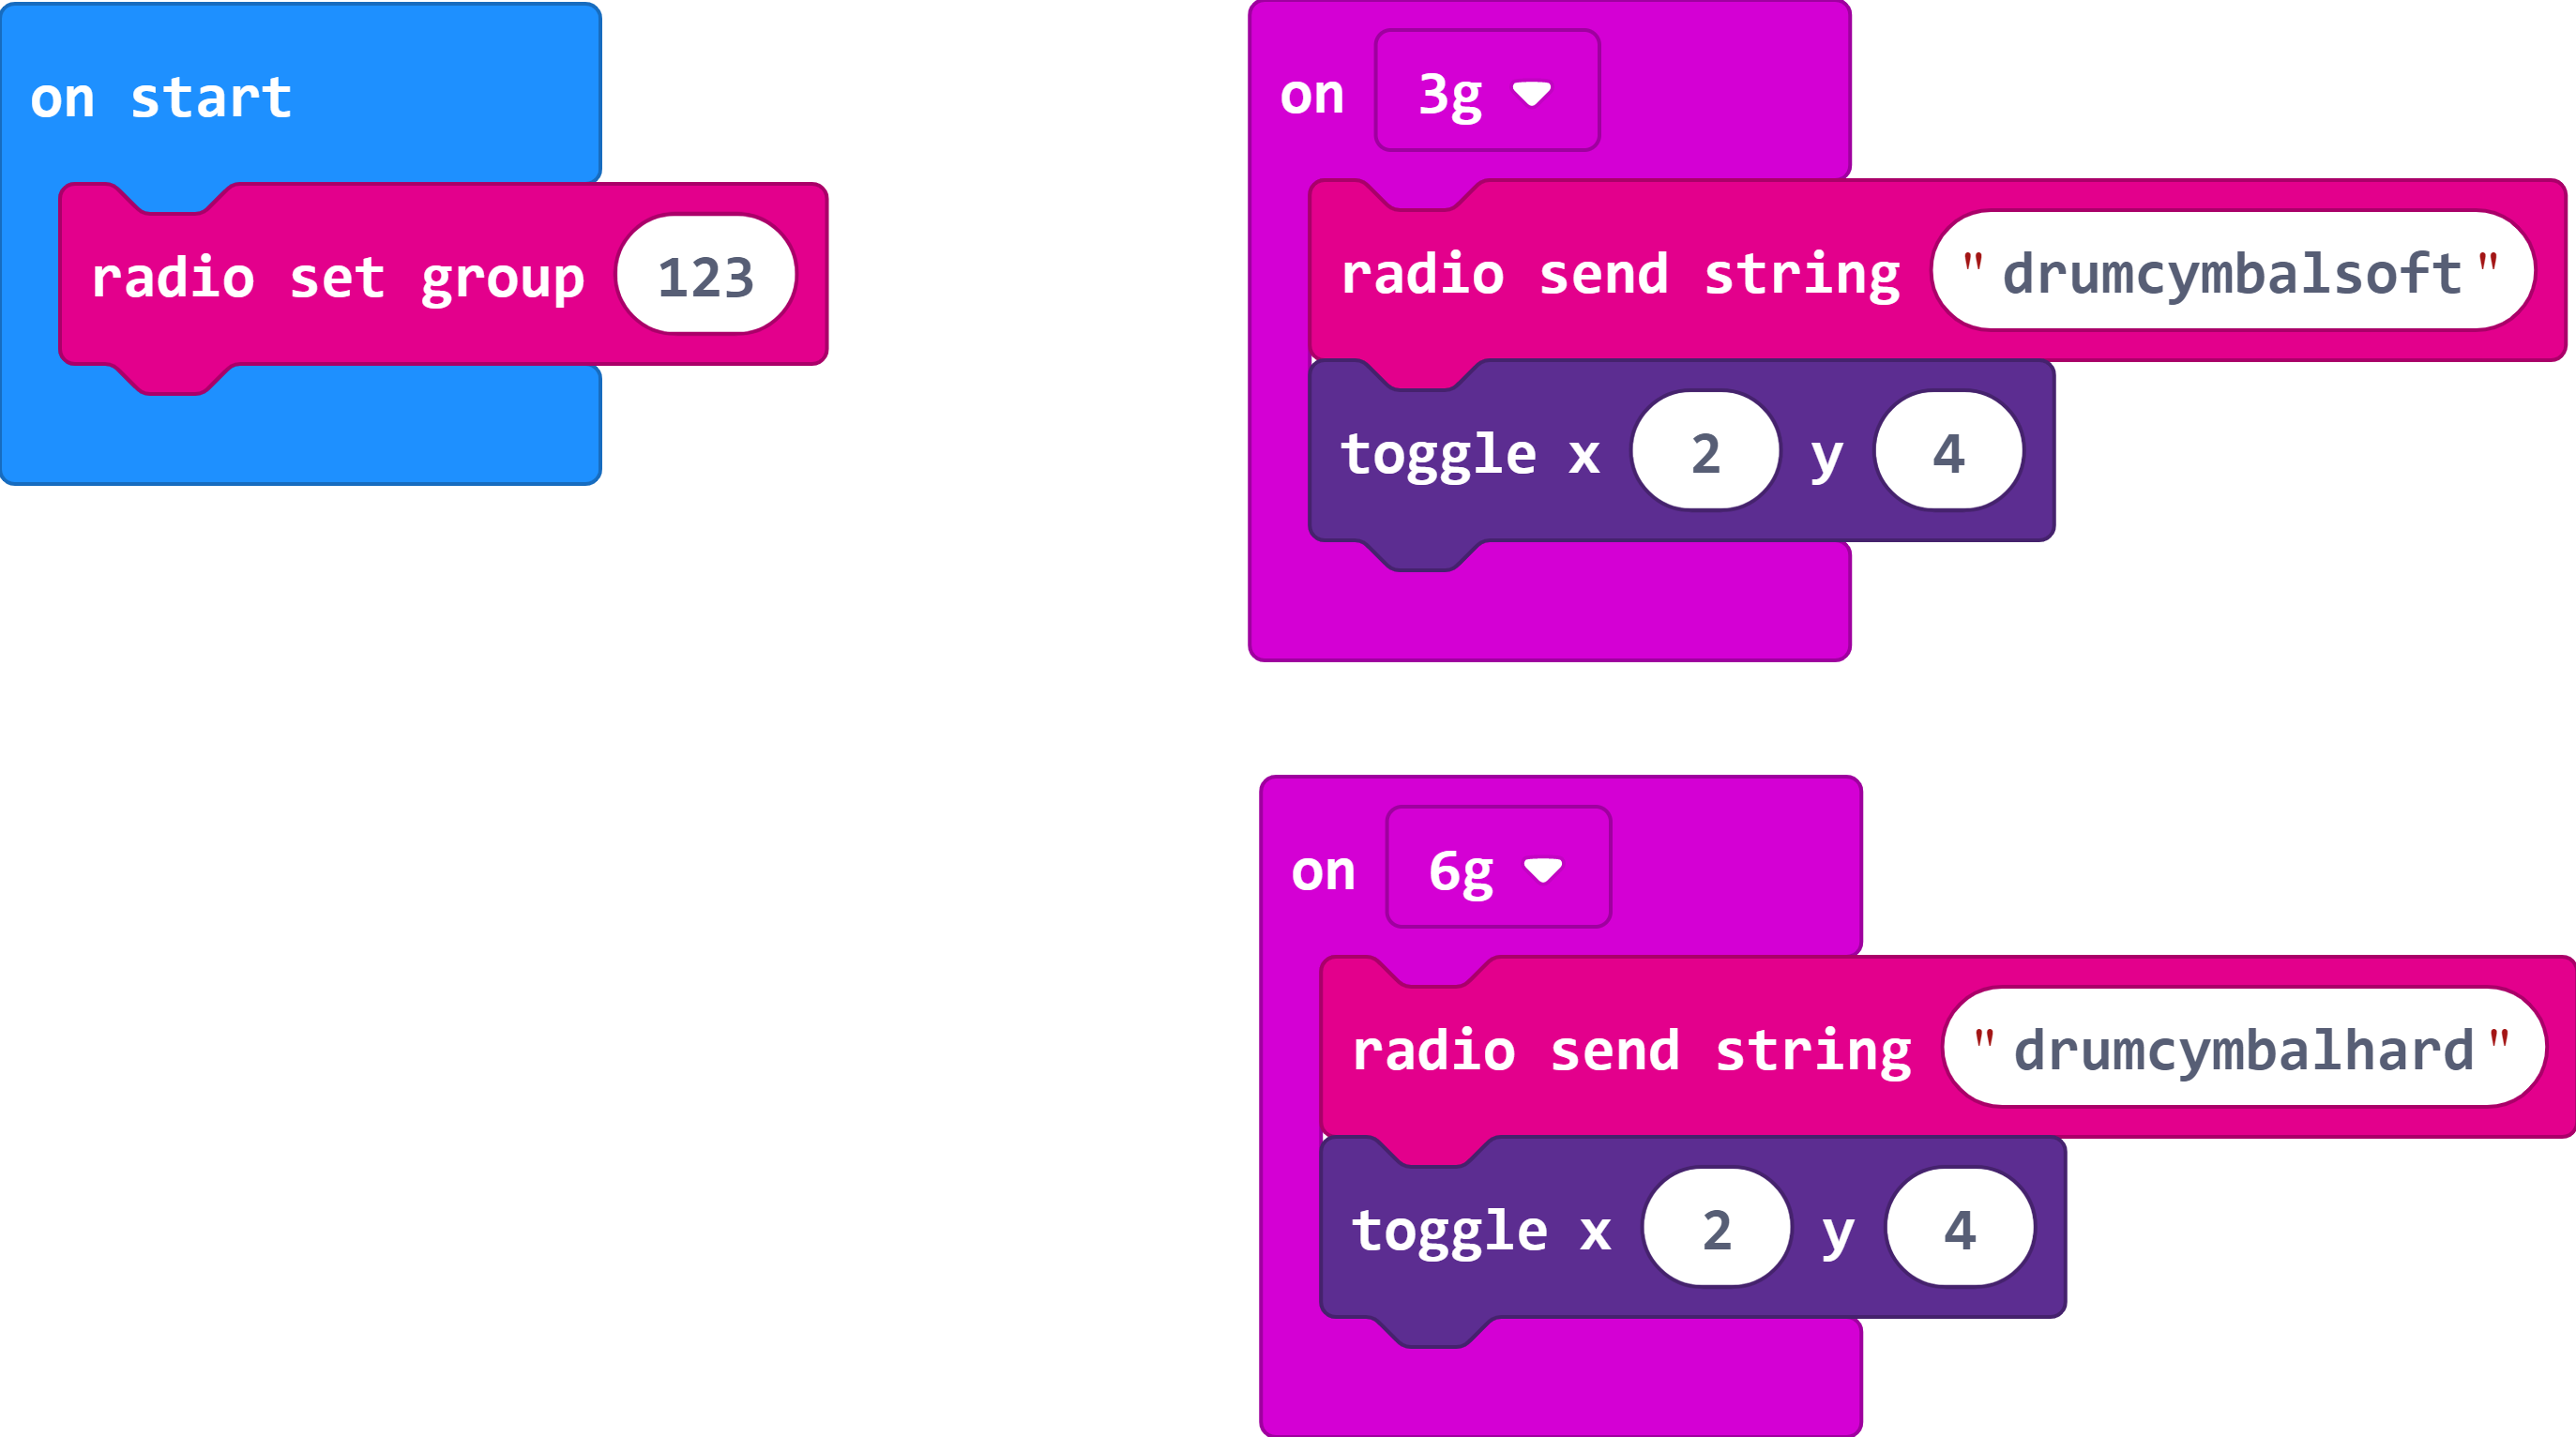 on start
radio set group 123
on 3g
radio send string "drumcymbalsoft"
toggle x 2 y 4
on 6g
radio send string "drumcymbalhard"
toggle x 2 y 4